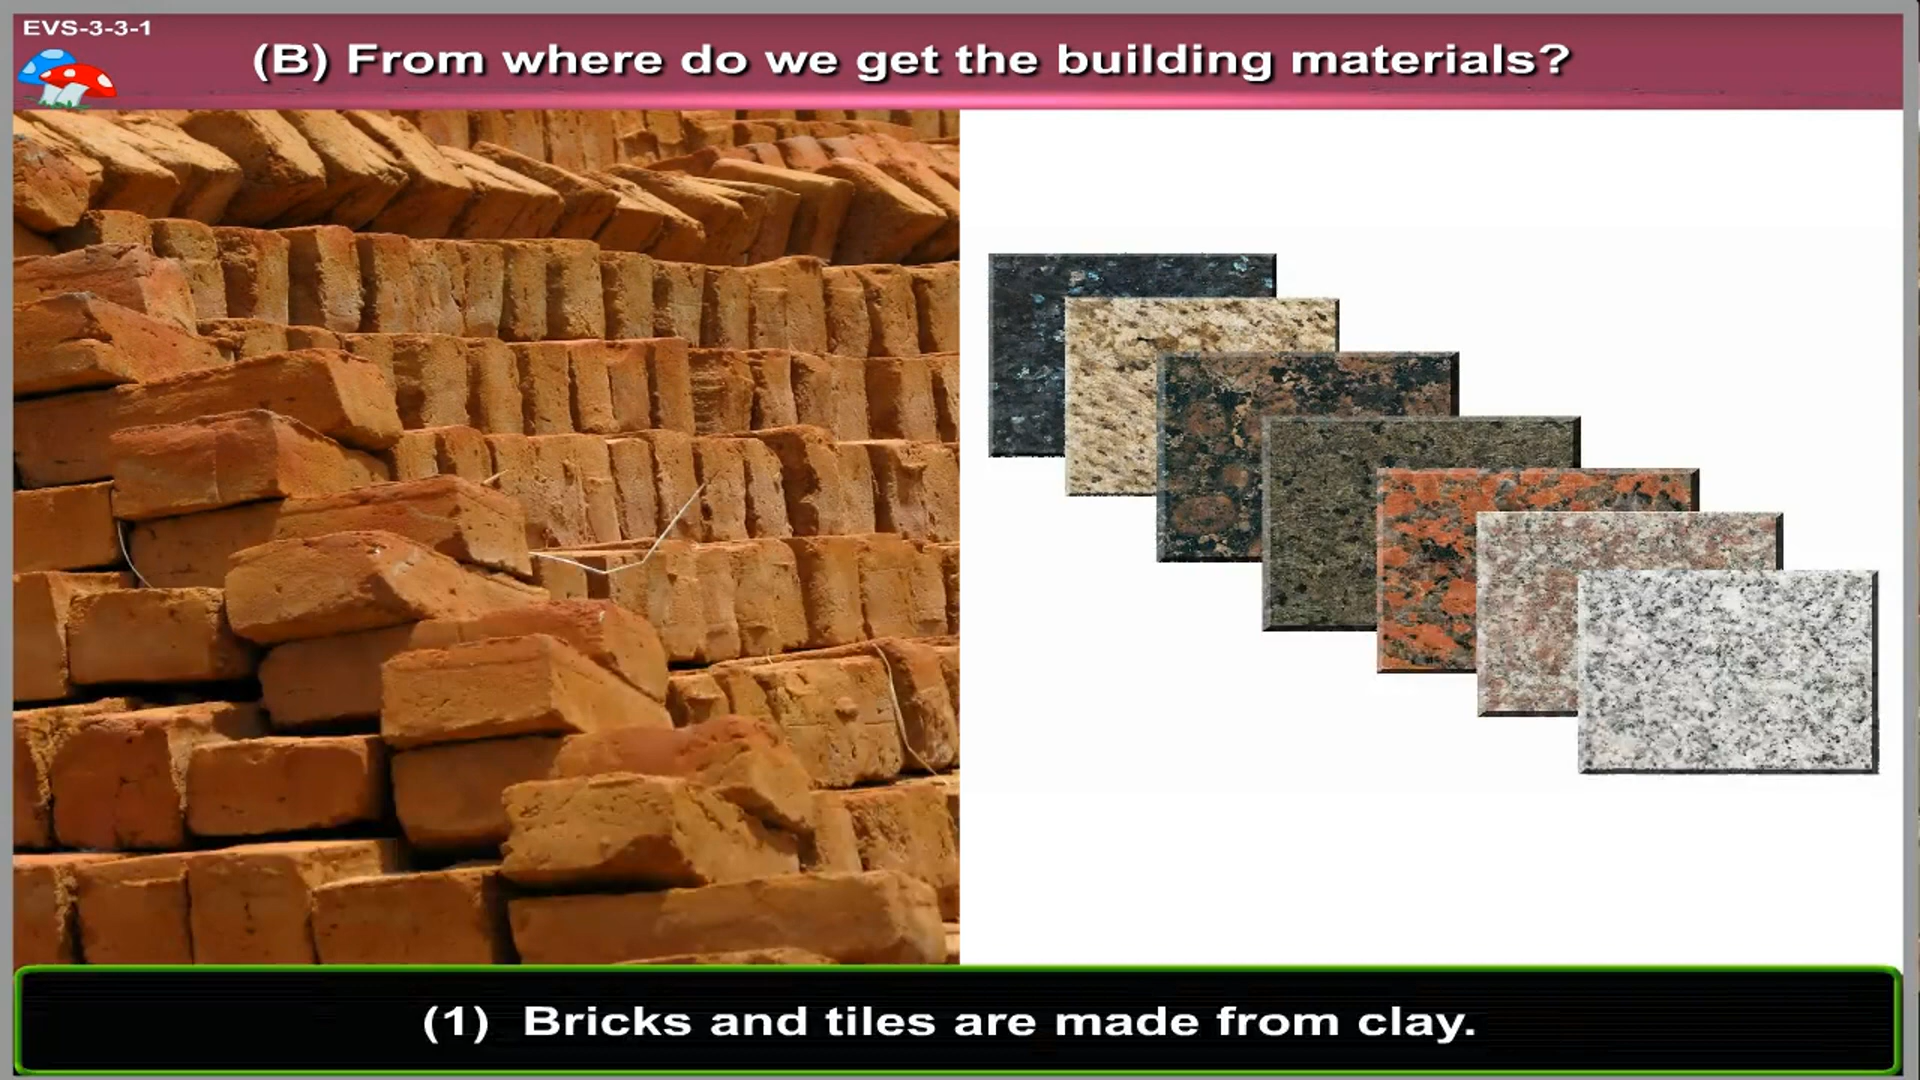 EVS-3-3-1
(B) From where do we get the building materials?
(1) Bricks and tiles are made from clay.